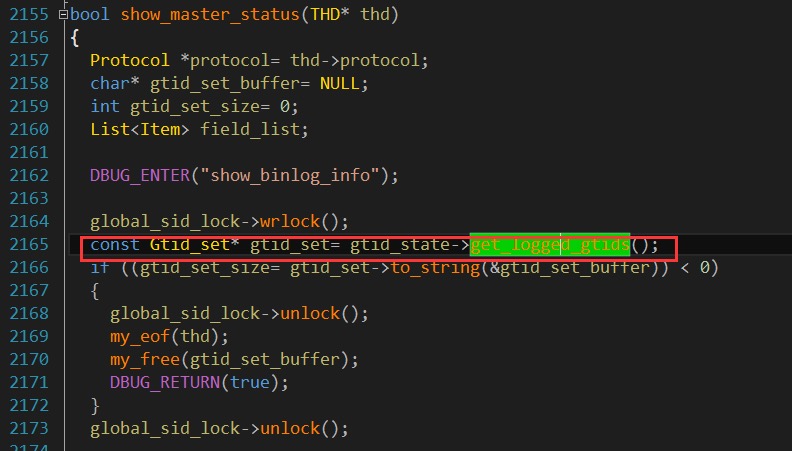 2155 bool show_master_status(THD* thd)
2156 {
2157 Protocol *protocol= thd->protocol;
2158 char* gtid_set_buffer= NULL;
2159 int gtid_set_size= 0;
2160 List<Item> field_list;
2161
2162 DBUG_ENTER("show_binlog_info");
2163
2164 global_sid_lock->wrlock();
2165 const Gtid_set* gtid_set= gtid_state->get_logged_gtids();
2166 if ((gtid_set_size= gtid_set->to_string(&gtid_set_buffer)) < 0)
2167 {
2168 global_sid_lock->unlock();
2169 my_eof(thd);
2170 my_free(gtid_set_buffer);
2171 DBUG_RETURN(true);
2172 }
2173 global_sid_lock->unlock();
2174